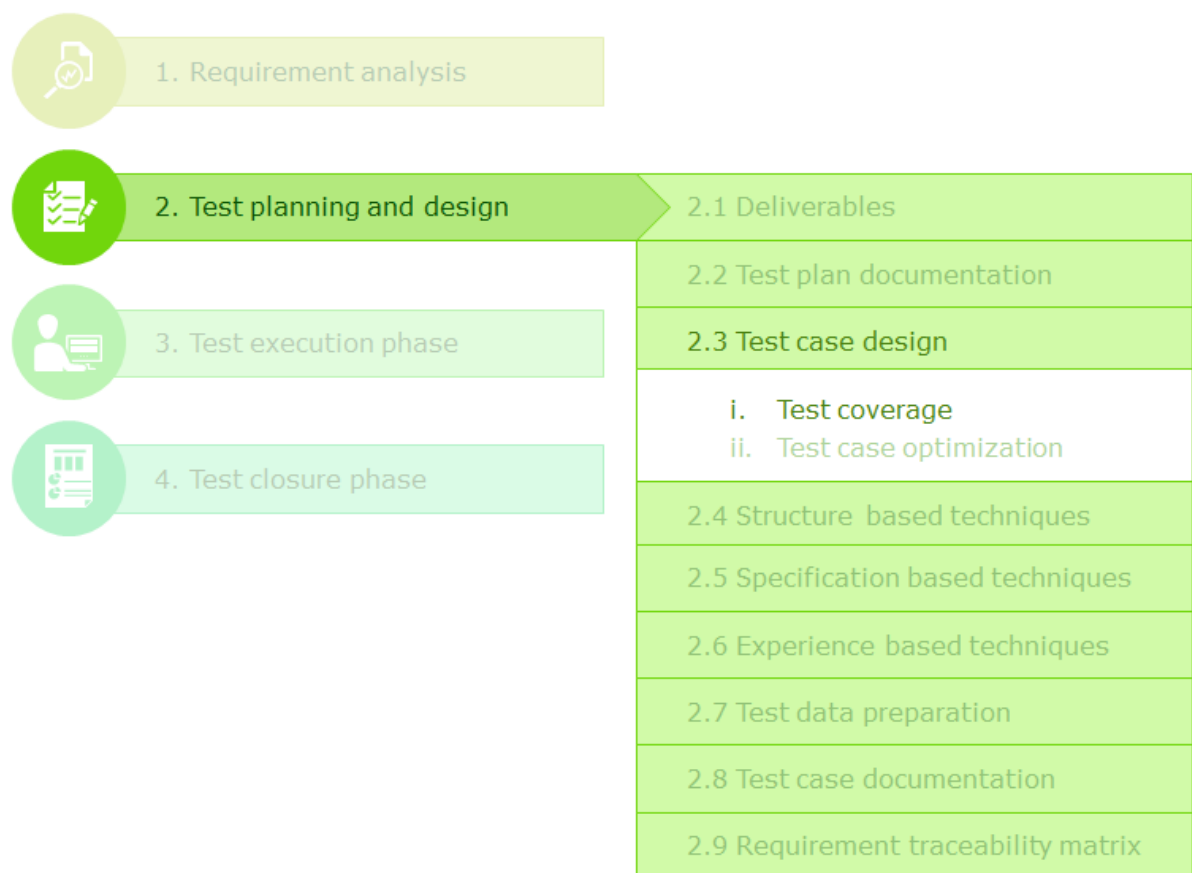 1. Requirement analysis
2. Test planning and design
3. Test execution phase
4. Test closure phase
2.1 Deliverables
2.2 Test plan documentation
2.3 Test case design
i. Test coverage
ii. Test case optimization
2.4 Structure based techniques
2.5 Specification based techniques
2.6 Experience based techniques
2.7 Test data preparation
2.8 Test case documentation
2.9 Requirement traceability matrix